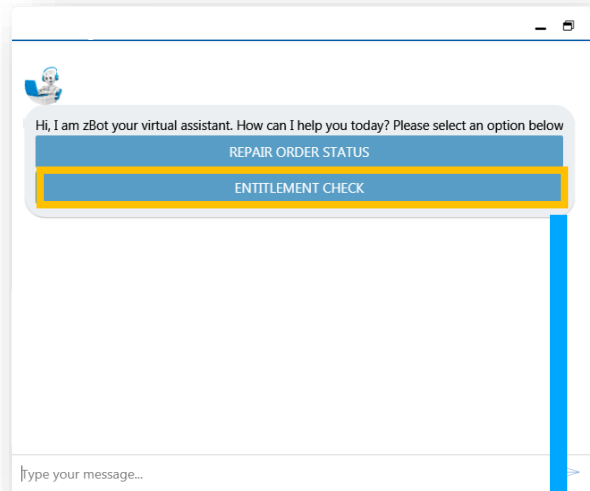 Hi, I am zBot your virtual assistant. How can I help you today? Please select an option below
REPAIR ORDER STATUS
ENTITLEMENT CHECK
Type your message...